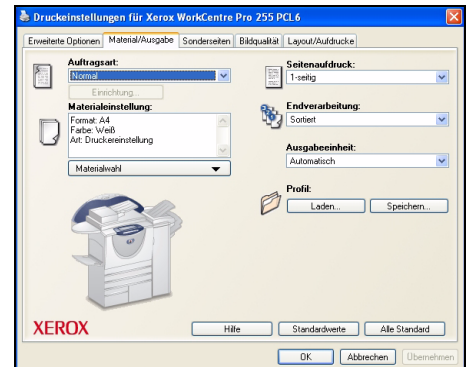 Druckeinstellungen für Xerox WorkCentre Pro 255 PCL6
Erweiterte Optionen Material/Ausgabe Sonderseiten Bildqualität Layout/Aufdrucke
Auftragsart:
Normal
Einrichtung...
Materialeinstellung:
Format: A4
Farbe: Weiß
Art: Druckereinstellung
Materialwahl
Seitenaufdruck:
1-seitig
Endverarbeitung:
Sortiert
Ausgabeeinheit:
Automatisch
Profil:
Laden... Speichern...
XEROX
Hilfe Standardwerte Alle Standard
OK Abbrechen Übernehmen